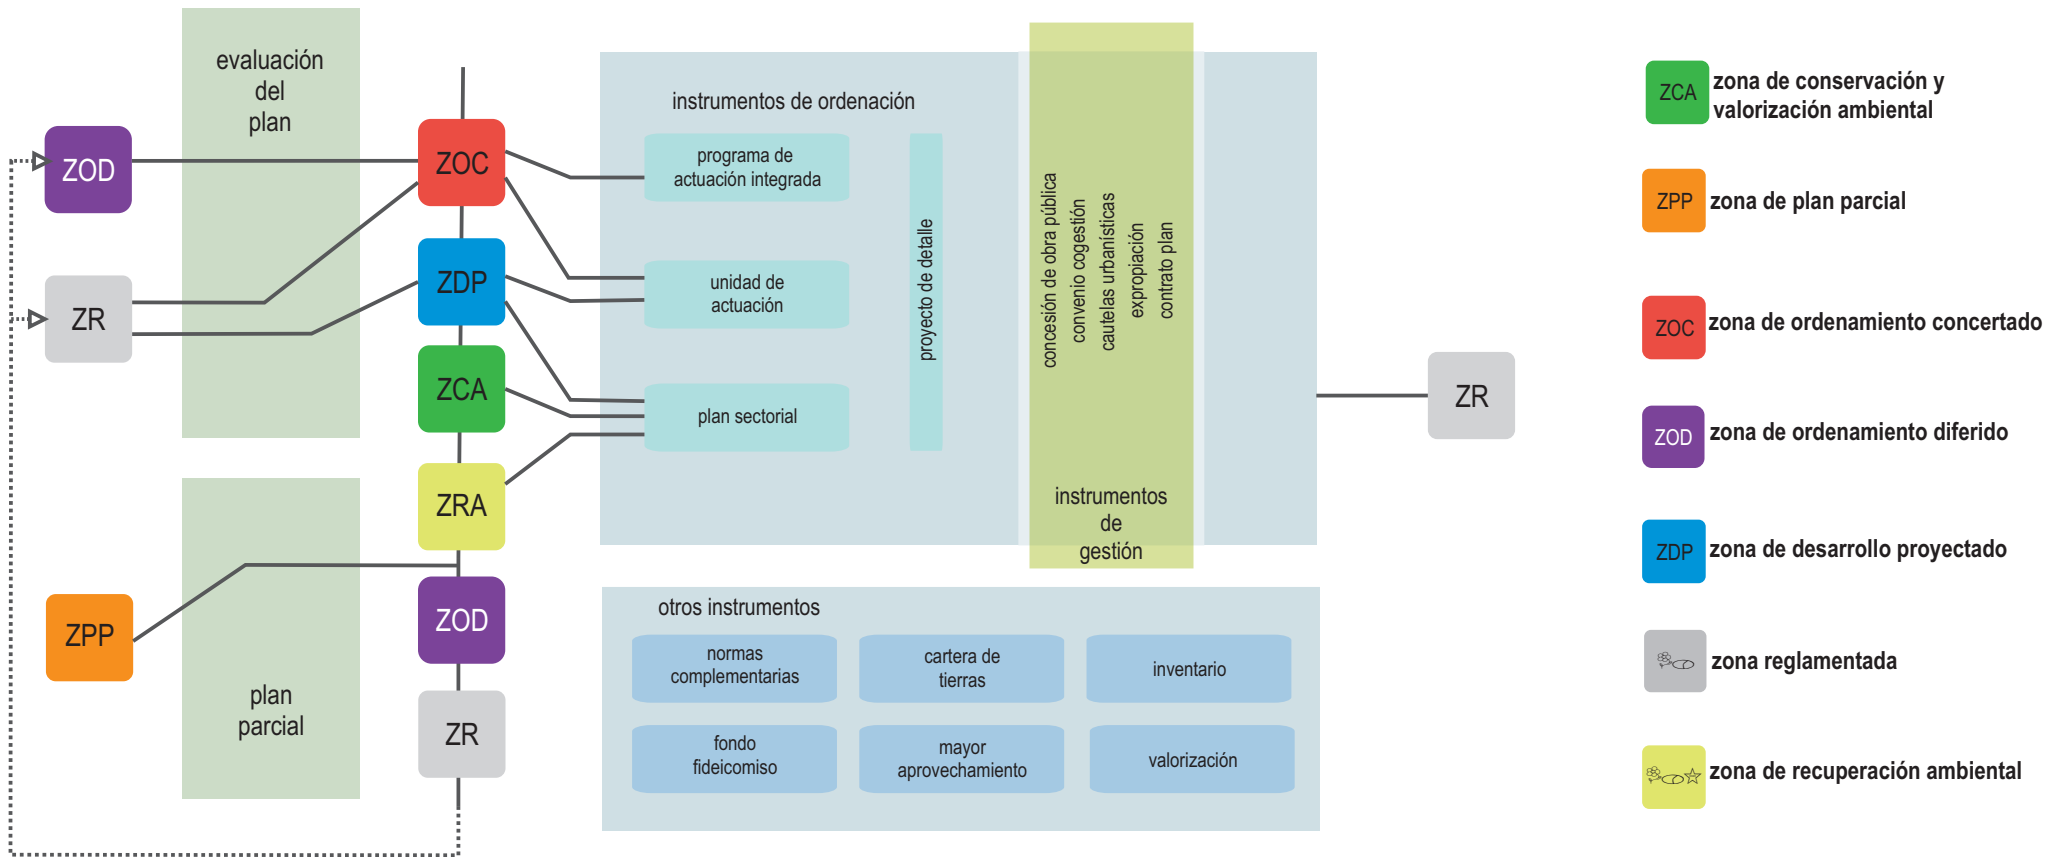 evaluación
del
plan
ZOD
ZR
ZPP
plan
parcial
ZOC
ZDP
ZCA
ZRA
ZOD
ZR
instrumentos de ordenación
programa de
actuación integrada
unidad de
actuación
plan sectorial
proyecto de detalle
concesión de obra pública
convenio cogestión
cautelas urbanísticas
expropiación
contrato plan
instrumentos
de
gestión
otros instrumentos
normas
complementarias
cartera de
tierras
inventario
fondo
fideicomiso
mayor
aprovechamiento
valorización
ZR
ZCA
zona de conservación y
valorización ambiental
ZPP
zona de plan parcial
ZOC
zona de ordenamiento concertado
ZOD
zona de ordenamiento diferido
ZDP
zona de desarrollo proyectado
zona reglamentada
zona de recuperación ambiental